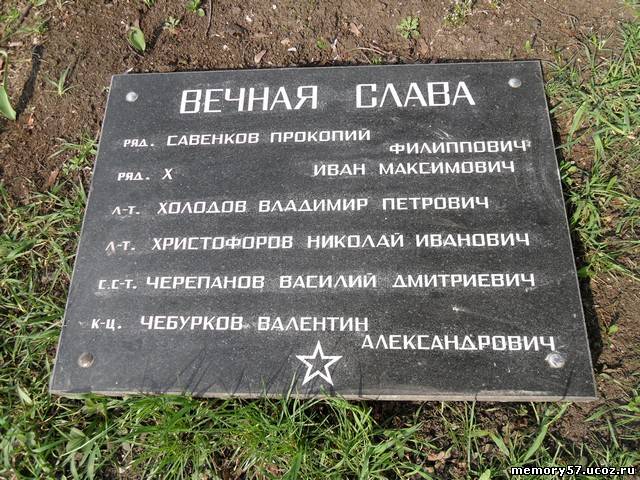 ВЕЧНАЯ СЛАВА
РЯД. САВЕНКОВ ПРОКОПИЙ
ФИЛИППОВИЧ
РЯД. Х ИВАН МАКСИМОВИЧ
Л-Т. ХОЛОДОВ ВЛАДИМИР ПЕТРОВИЧ
Л-Т. ХРИСТОФОРОВ НИКОЛАЙ ИВАНОВИЧ
С.С-Т. ЧЕРЕПАНОВ ВАСИЛИЙ ДМИТРИЕВИЧ
К-Ц. ЧЕБУРКОВ ВАЛЕНТИН
АЛЕКСАНДРОВИЧ
memory57.ucoz.ru